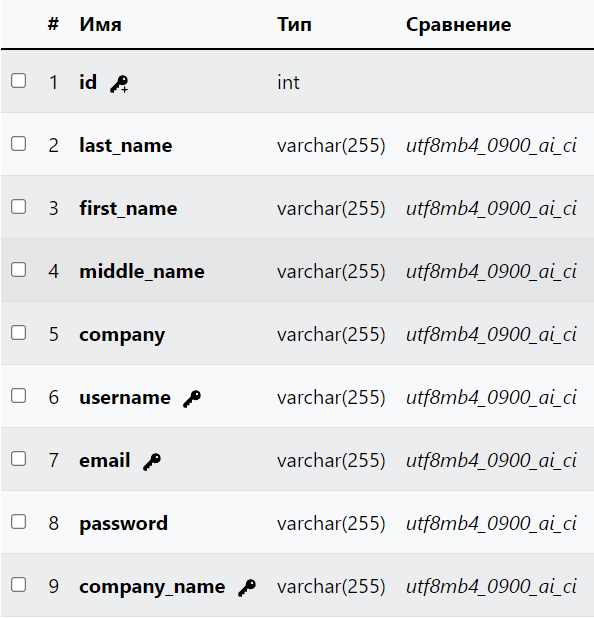 # Имя Тип Сравнение
1 id int
2 last_name varchar(255) utf8mb4_0900_ai_ci
3 first_name varchar(255) utf8mb4_0900_ai_ci
4 middle_name varchar(255) utf8mb4_0900_ai_ci
5 company varchar(255) utf8mb4_0900_ai_ci
6 username varchar(255) utf8mb4_0900_ai_ci
7 email varchar(255) utf8mb4_0900_ai_ci
8 password varchar(255) utf8mb4_0900_ai_ci
9 company_name varchar(255) utf8mb4_0900_ai_ci